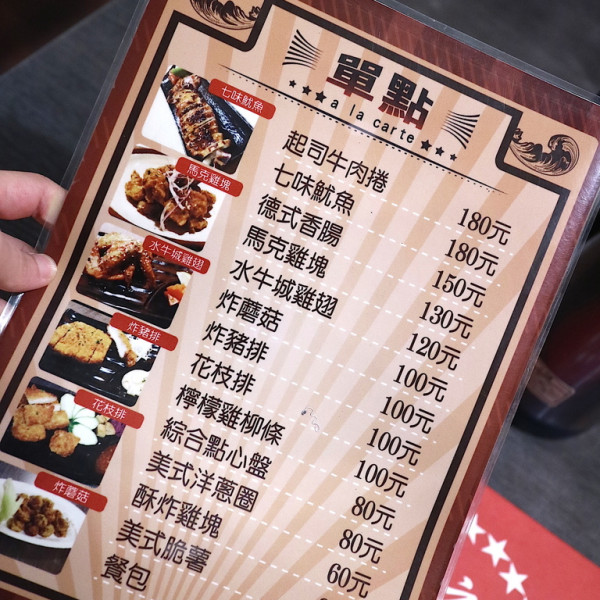 單點
a la carte
起司牛肉捲 180元
七味魷魚 180元
德式香腸 150元
馬克雞塊 130元
水牛城雞翅 120元
炸蘑菇 100元
炸豬排 100元
花枝排 100元
檸檬雞柳條 100元
綜合點心盤 80元
美式洋蔥圈 80元
酥炸雞塊 60元
美式脆薯
餐包
七味魷魚
馬克雞塊
水牛城雞翅
炸豬排
花枝排
炸蘑菇